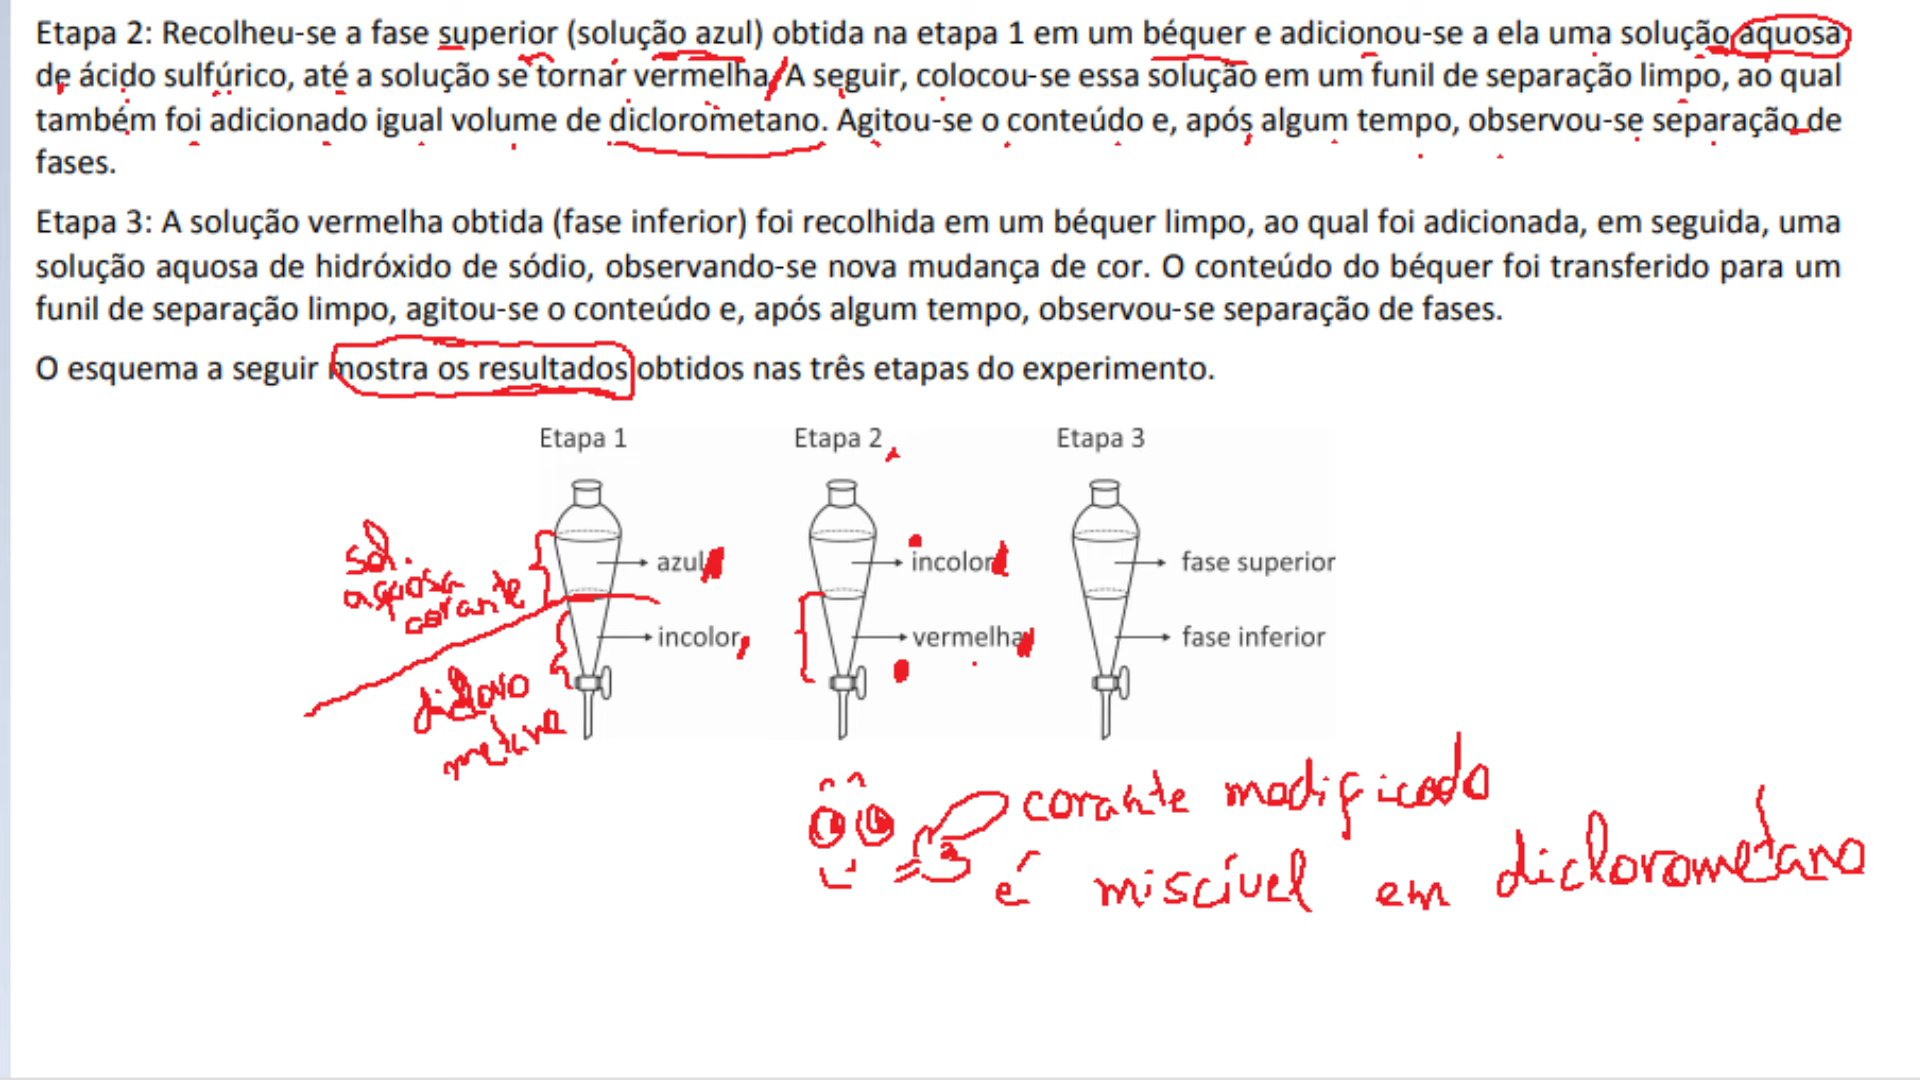 Etapa 2: Recolheu-se a fase superior (solução azul) obtida na etapa 1 em um béquer e adicionou-se a ela uma solução aquosa
de ácido sulfúrico, até a solução se tornar vermelha. A seguir, colocou-se essa solução em um funil de separação limpo, ao qual
também foi adicionado igual volume de diclorometano. Agitou-se o conteúdo e, após algum tempo, observou-se separação de
fases.
Etapa 3: A solução vermelha obtida (fase inferior) foi recolhida em um béquer limpo, ao qual foi adicionada, em seguida, uma
solução aquosa de hidróxido de sódio, observando-se nova mudança de cor. O conteúdo do béquer foi transferido para um
funil de separação limpo, agitou-se o conteúdo e, após algum tempo, observou-se separação de fases.
O esquema a seguir mostra os resultados obtidos nas três etapas do experimento.
Etapa 1 Etapa 2 Etapa 3
sol.
aquosa
corante
azul incolor fase superior
incolor vermelha fase inferior
dicloro
metano
corante modificado
é miscível em diclorometano